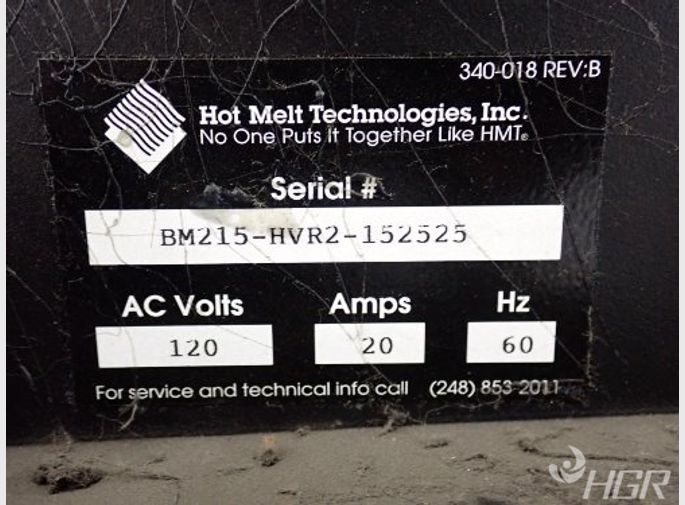 340-018 REV:B
Hot Melt Technologies, Inc.
No One Puts It Together Like HMT®
Serial #
BM215-HVR2-152525
AC Volts Amps Hz
120 20 60
For service and technical info call (248) 853-2011
HGR